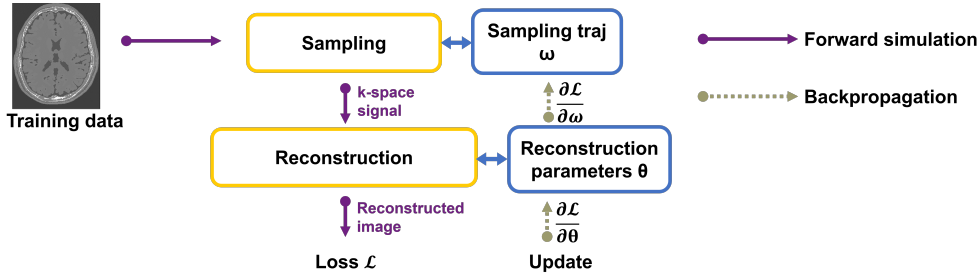 Training data
Sampling
Sampling traj
ω
k-space
signal
∂ℒ
∂ω
Reconstruction
Reconstruction
parameters θ
Reconstructed
image
∂ℒ
∂θ
Loss ℒ
Update
Forward simulation
Backpropagation